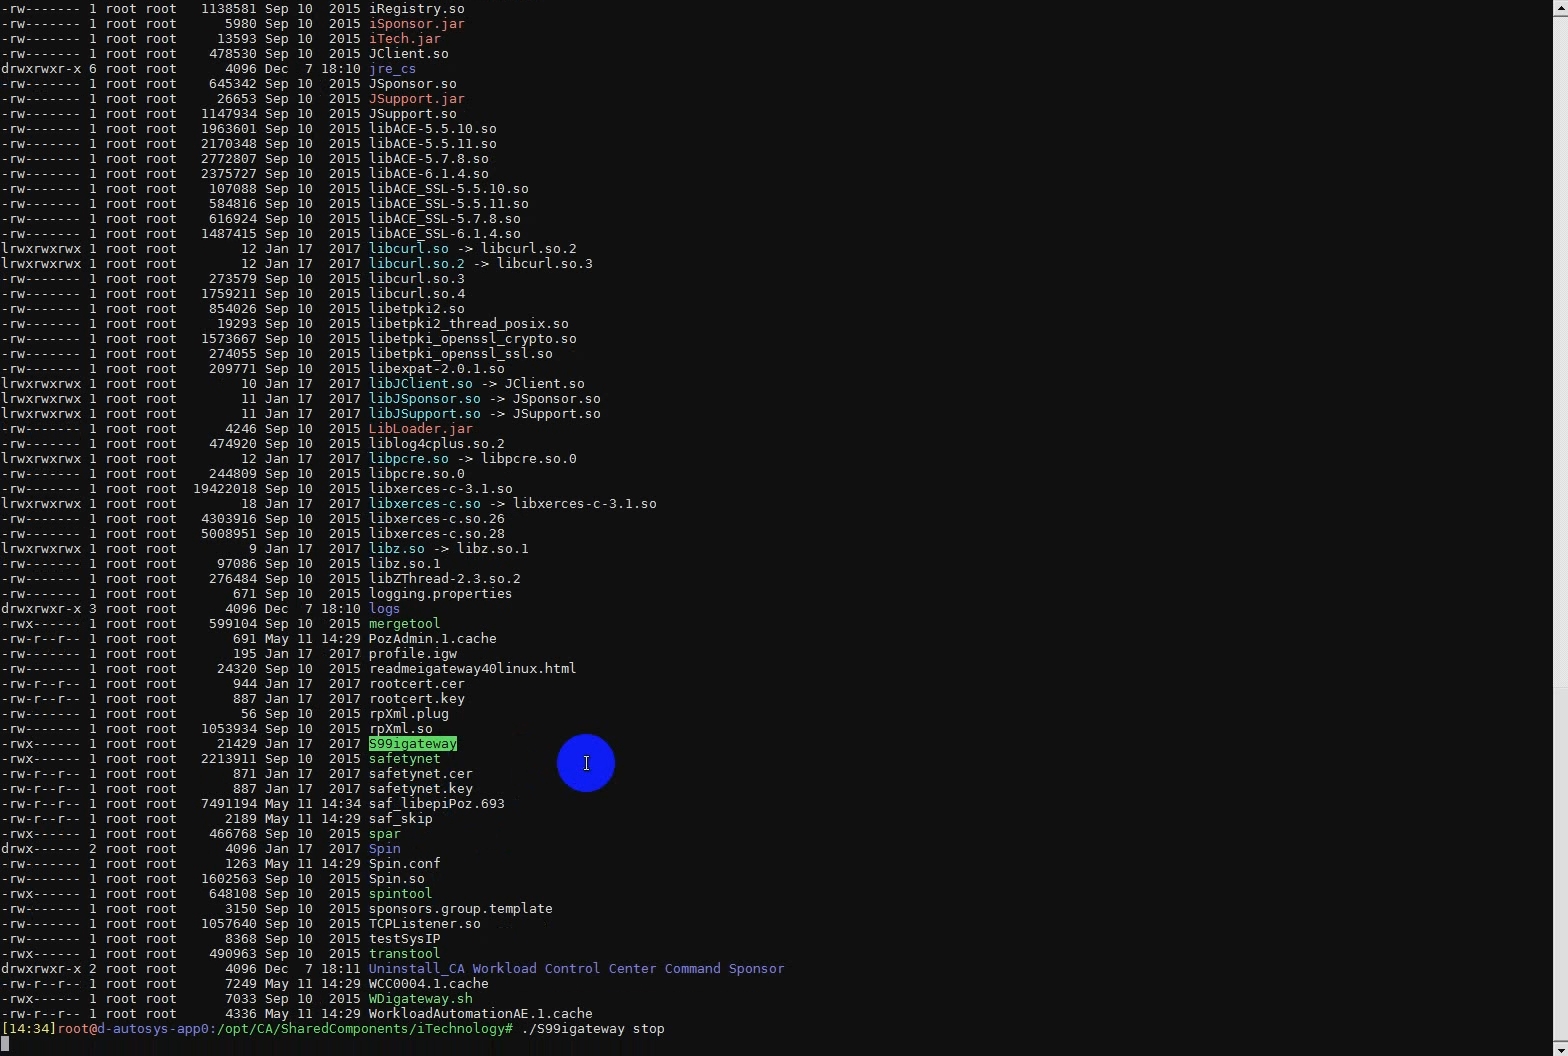 -rw------- 1 root root   1138581 Sep 10  2015 iRegistry.so
-rw------- 1 root root      5980 Sep 10  2015 iSponsor.jar
-rw------- 1 root root     13593 Sep 10  2015 iTech.jar
-rw------- 1 root root    478530 Sep 10  2015 JClient.so
drwxrwxr-x 6 root root      4096 Dec  7 18:10 jre_cs
-rw------- 1 root root    645342 Sep 10  2015 JSponsor.so
-rw------- 1 root root     26653 Sep 10  2015 JSupport.jar
-rw------- 1 root root   1147934 Sep 10  2015 JSupport.so
-rw------- 1 root root   1963601 Sep 10  2015 libACE-5.5.10.so
-rw------- 1 root root   2170348 Sep 10  2015 libACE-5.5.11.so
-rw------- 1 root root   2772807 Sep 10  2015 libACE-5.7.8.so
-rw------- 1 root root   2375727 Sep 10  2015 libACE-6.1.4.so
-rw------- 1 root root    107088 Sep 10  2015 libACE_SSL-5.5.10.so
-rw------- 1 root root    584816 Sep 10  2015 libACE_SSL-5.5.11.so
-rw------- 1 root root    616924 Sep 10  2015 libACE_SSL-5.7.8.so
-rw------- 1 root root   1487415 Sep 10  2015 libACE_SSL-6.1.4.so
lrwxrwxrwx 1 root root        12 Jan 17  2017 libcurl.so -> libcurl.so.2
lrwxrwxrwx 1 root root        12 Jan 17  2017 libcurl.so.2 -> libcurl.so.3
-rw------- 1 root root    273579 Sep 10  2015 libcurl.so.3
-rw------- 1 root root   1759211 Sep 10  2015 libcurl.so.4
-rw------- 1 root root    854026 Sep 10  2015 libetpki2.so
-rw------- 1 root root     19293 Sep 10  2015 libetpki2_thread_posix.so
-rw------- 1 root root   1573667 Sep 10  2015 libetpki_openssl_crypto.so
-rw------- 1 root root    274055 Sep 10  2015 libetpki_openssl_ssl.so
-rw------- 1 root root    209771 Sep 10  2015 libexpat-2.0.1.so
lrwxrwxrwx 1 root root        10 Jan 17  2017 libJClient.so -> JClient.so
lrwxrwxrwx 1 root root        11 Jan 17  2017 libJSponsor.so -> JSponsor.so
lrwxrwxrwx 1 root root        11 Jan 17  2017 libJSupport.so -> JSupport.so
-rw------- 1 root root      4246 Sep 10  2015 LibLoader.jar
-rw------- 1 root root    474920 Sep 10  2015 liblog4cplus.so.2
lrwxrwxrwx 1 root root        12 Jan 17  2017 libpcre.so -> libpcre.so.0
-rw------- 1 root root    244809 Sep 10  2015 libpcre.so.0
-rw------- 1 root root  19422018 Sep 10  2015 libxerces-c-3.1.so
lrwxrwxrwx 1 root root        18 Jan 17  2017 libxerces-c.so -> libxerces-c-3.1.so
-rw------- 1 root root   4303916 Sep 10  2015 libxerces-c.so.26
-rw------- 1 root root   5008951 Sep 10  2015 libxerces-c.so.28
lrwxrwxrwx 1 root root         9 Jan 17  2017 libz.so -> libz.so.1
-rw------- 1 root root     97086 Sep 10  2015 libz.so.1
-rw------- 1 root root    276484 Sep 10  2015 libZThread-2.3.so.2
-rw------- 1 root root       671 Sep 10  2015 logging.properties
drwxrwxr-x 3 root root      4096 Dec  7 18:10 logs
-rwx------ 1 root root    599104 Sep 10  2015 mergetool
-rw-r--r-- 1 root root       691 May 11 14:29 PozAdmin.1.cache
-rw------- 1 root root       195 Jan 17  2017 profile.igw
-rw------- 1 root root     24320 Sep 10  2015 readmeigateway40linux.html
-rw-r--r-- 1 root root       944 Jan 17  2017 rootcert.cer
-rw-r--r-- 1 root root       887 Jan 17  2017 rootcert.key
-rw------- 1 root root        56 Sep 10  2015 rpXml.plug
-rw------- 1 root root   1053934 Sep 10  2015 rpXml.so
-rwx------ 1 root root     21429 Jan 17  2017 S99igateway
-rwx------ 1 root root   2213911 Sep 10  2015 safetynet
-rw-r--r-- 1 root root       871 Jan 17  2017 safetynet.cer
-rw-r--r-- 1 root root       887 Jan 17  2017 safetynet.key
-rw-r--r-- 1 root root   7491194 May 11 14:34 saf_libepiPoz.693
-rw-r--r-- 1 root root      2189 May 11 14:29 saf_skip
-rwx------ 1 root root    466768 Sep 10  2015 spar
drwx------ 2 root root      4096 Jan 17  2017 Spin
-rw------- 1 root root      1263 May 11 14:29 Spin.conf
-rw------- 1 root root   1602563 Sep 10  2015 Spin.so
-rwx------ 1 root root    648108 Sep 10  2015 spintool
-rw------- 1 root root      3150 Sep 10  2015 sponsors.group.template
-rw------- 1 root root   1057640 Sep 10  2015 TCPListener.so
-rw------- 1 root root      8368 Sep 10  2015 testSysIP
-rwx------ 1 root root    490963 Sep 10  2015 transtool
drwxrwxr-x 2 root root      4096 Dec  7 18:11 Uninstall_CA Workload Control Center Command Sponsor
-rw-r--r-- 1 root root      7249 May 11 14:29 WCC0004.1.cache
-rwx------ 1 root root      7033 Sep 10  2015 WDigateway.sh
-rw-r--r-- 1 root root      4336 May 11 14:29 WorkloadAutomationAE.1.cache
[14:34]root@d-autosys-app0:/opt/CA/SharedComponents/iTechnology# ./S99igateway stop